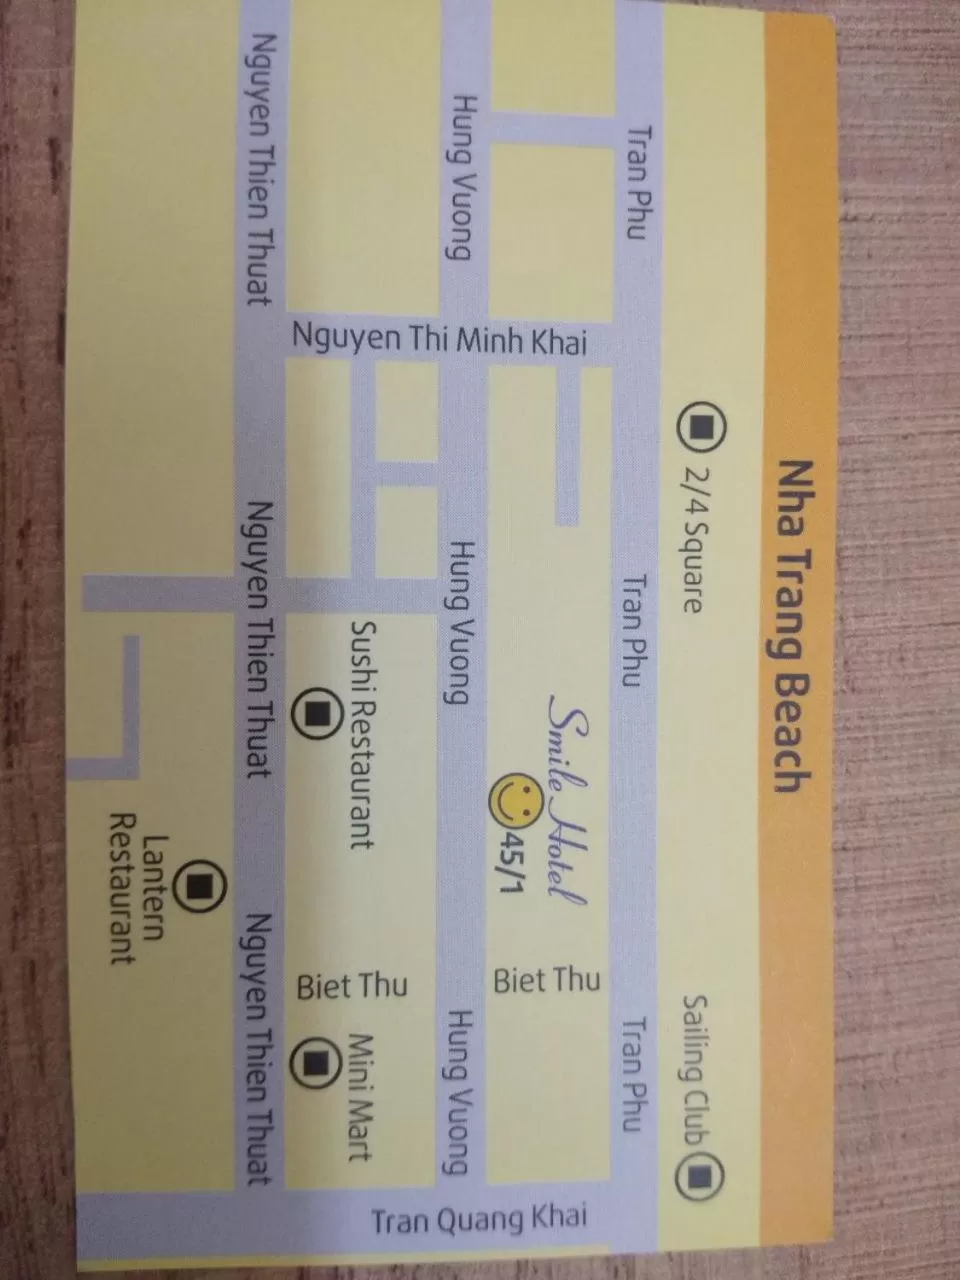 Nha Trang Beach
2/4 Square
Sailing Club
Tran Phu
Tran Phu
Tran Phu
Smile Hotel
45/1
Biet Thu
Hung Vuong
Hung Vuong
Hung Vuong
Nguyen Thi Minh Khai
Sushi Restaurant
Biet Thu
Mini Mart
Tran Quang Khai
Nguyen Thien Thuat
Nguyen Thien Thuat
Nguyen Thien Thuat
Lantern
Restaurant